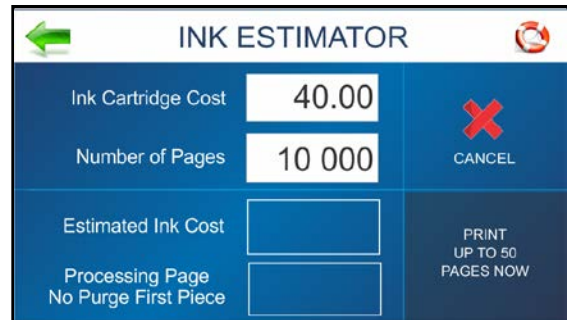 INK ESTIMATOR
Ink Cartridge Cost
40.00
Number of Pages
10 000
CANCEL
Estimated Ink Cost
Processing Page
No Purge First Piece
PRINT
UP TO 50
PAGES NOW